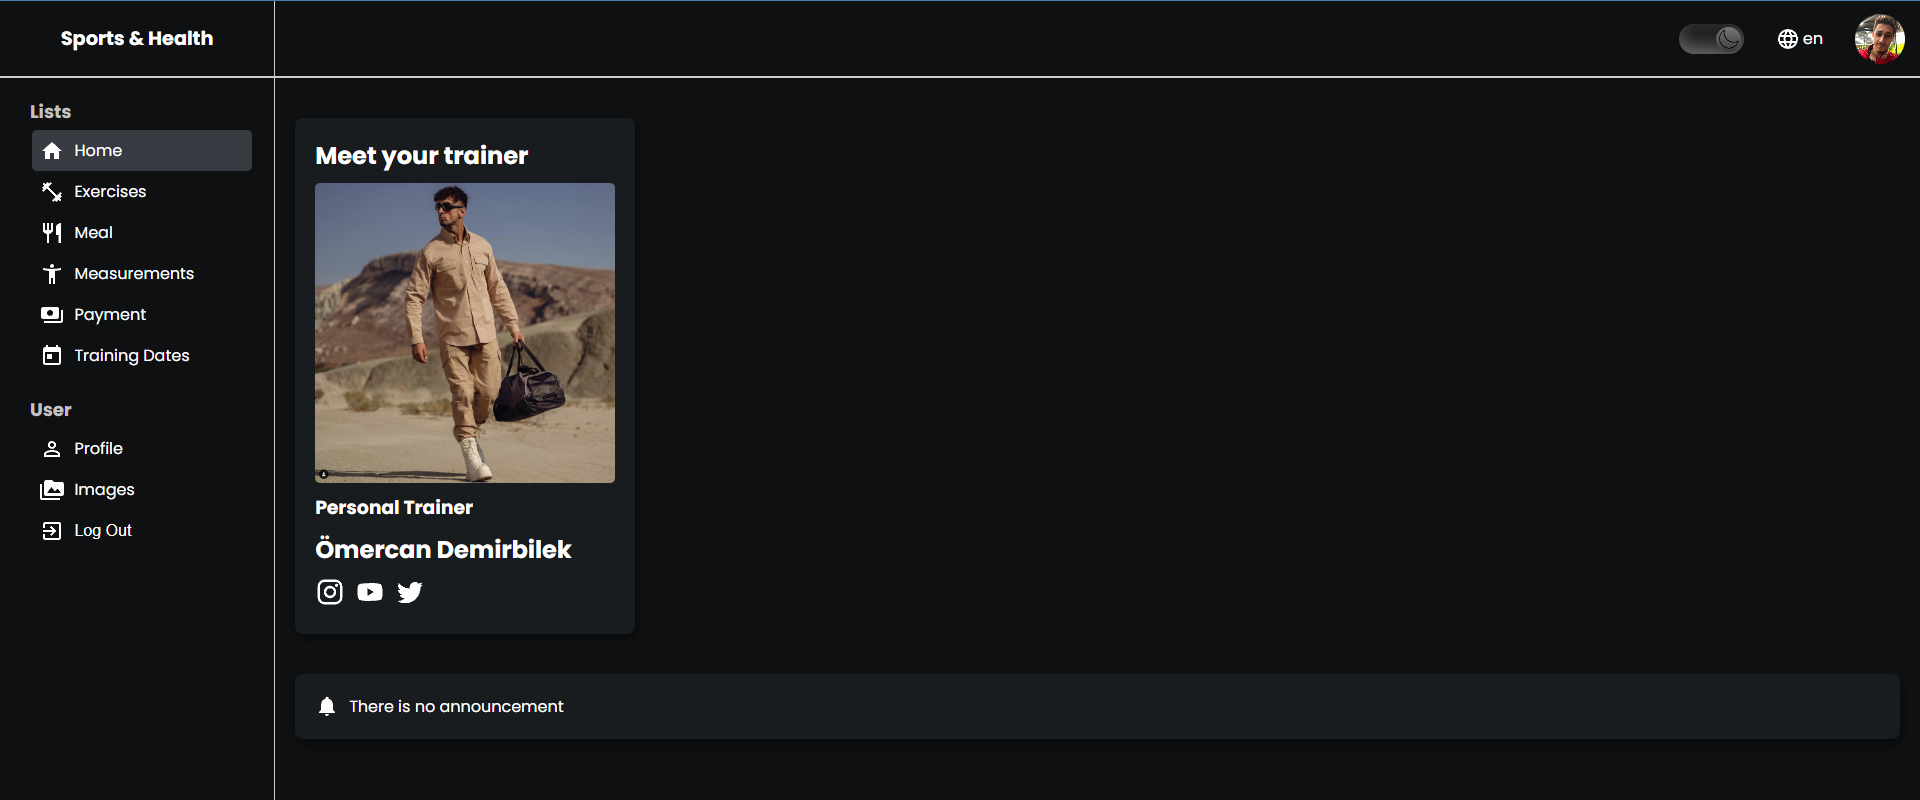 Sports & Health
en
Lists
Home
Exercises
Meal
Measurements
Payment
Training Dates
User
Profile
Images
Log Out
Meet your trainer
Personal Trainer
Ömercan Demirbilek
There is no announcement